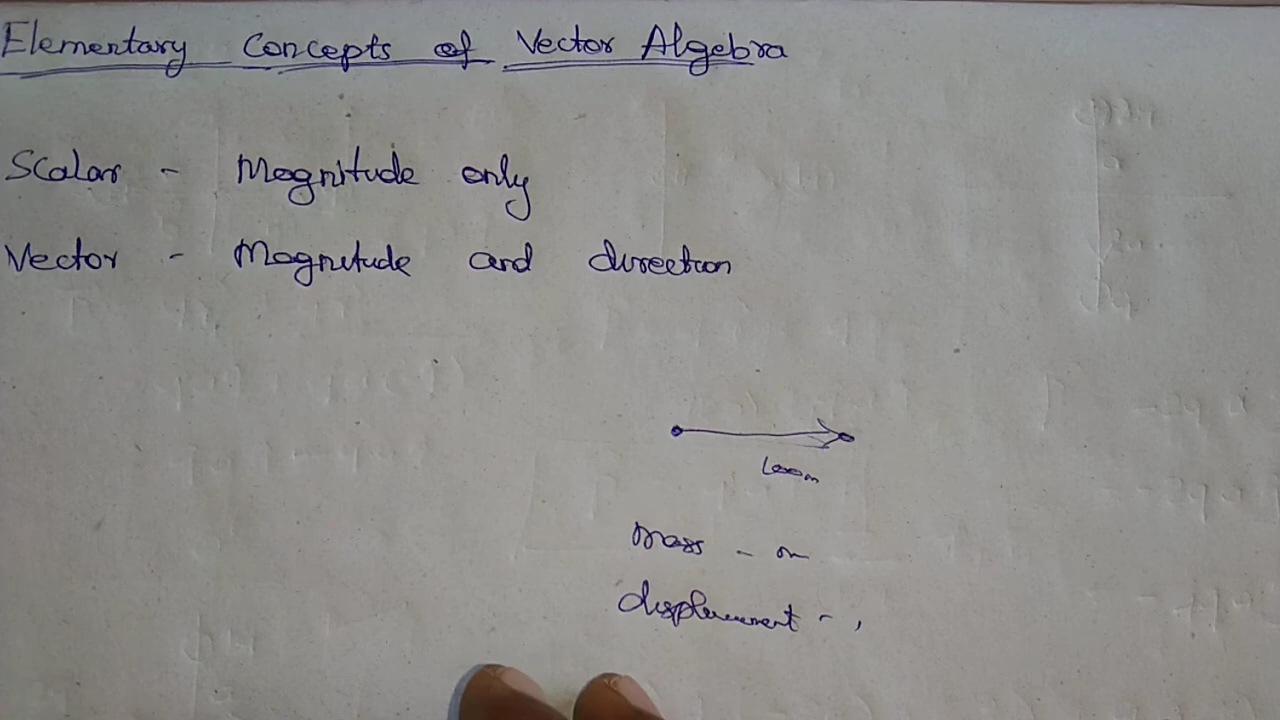 Elementary Concepts of Vector Algebra
Scalar - Magnitude only
Vector - Magnitude and direction
100m
Mass - m
displacement -